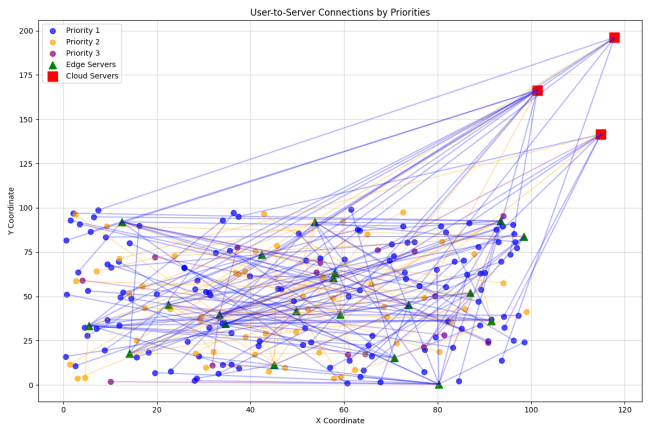 User-to-Server Connections by Priorities
Priority 1
Priority 2
Priority 3
Edge Servers
Cloud Servers
Y Coordinate
200
175
150
125
100
75
50
25
0
0
20
40
60
80
100
120
X Coordinate